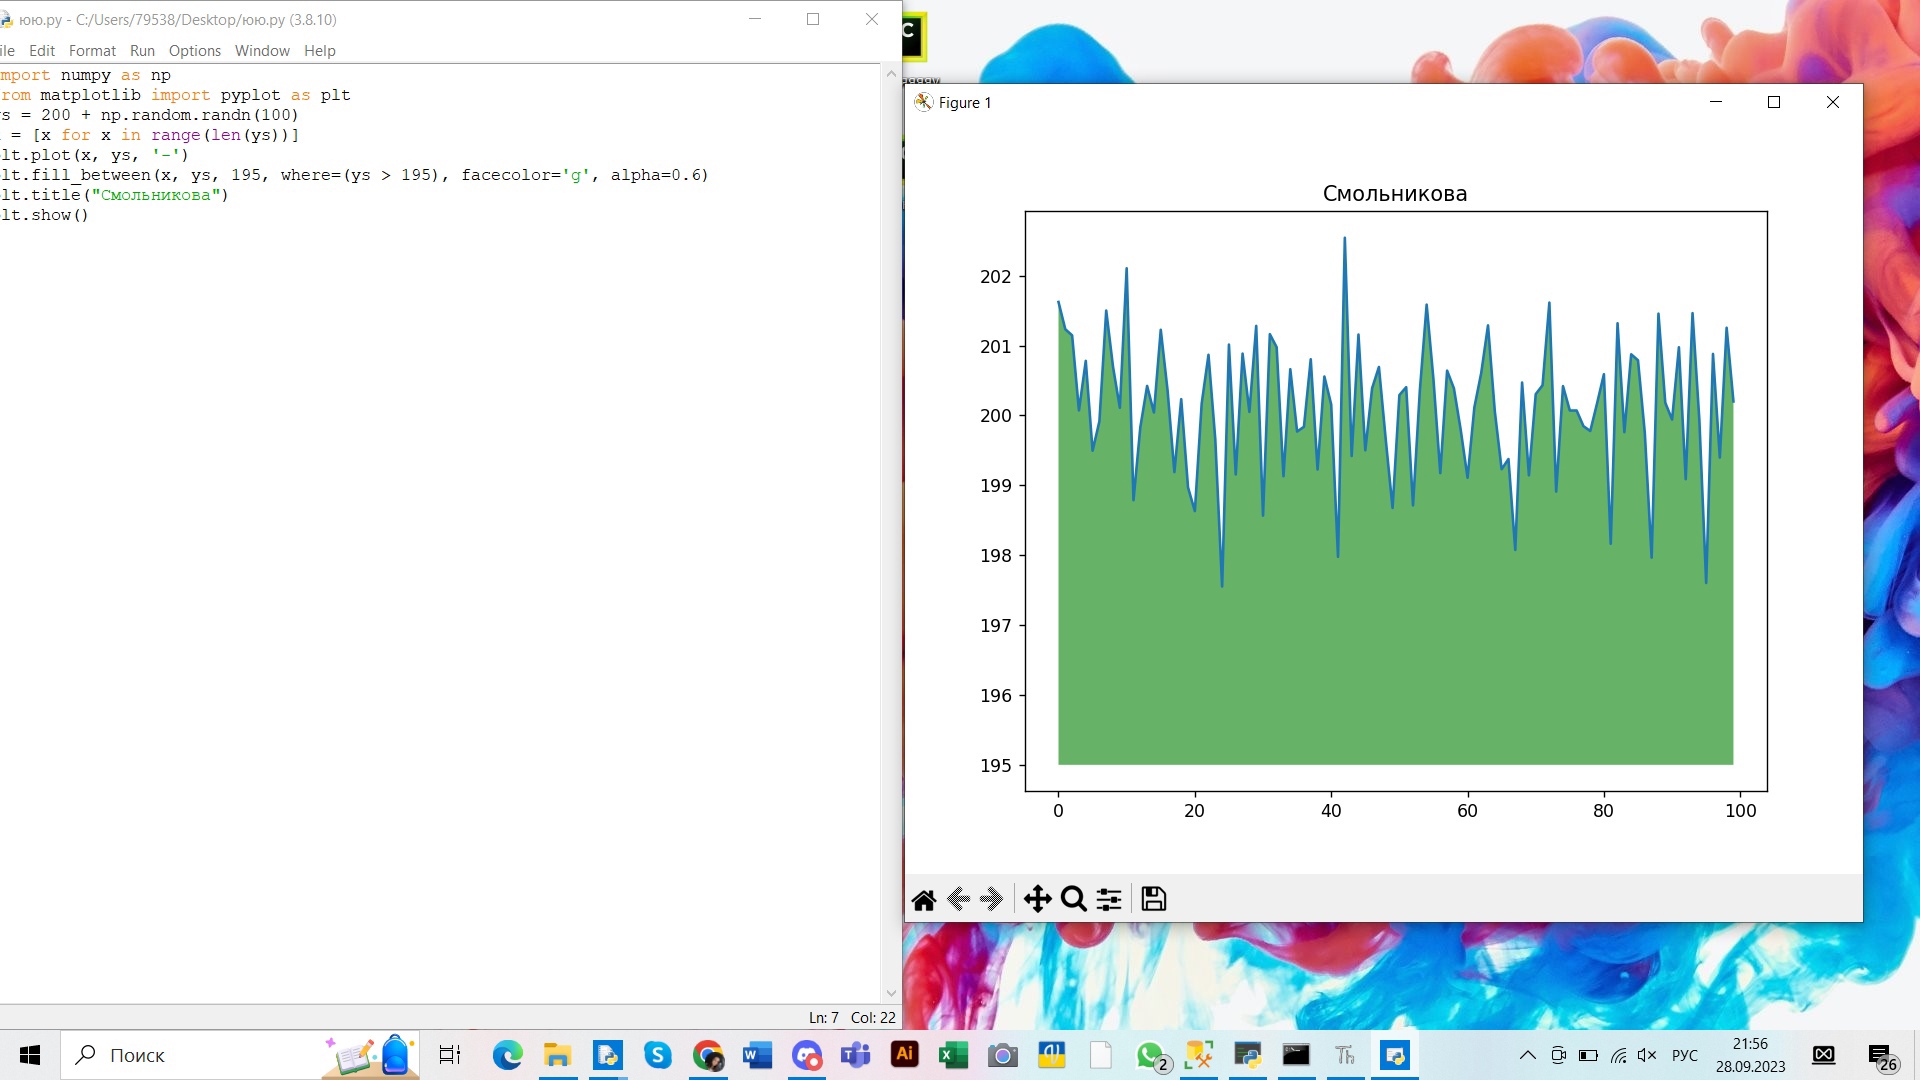 юю.py - C:/Users/79538/Desktop/юю.py (3.8.10)
ile Edit Format Run Options Window Help
mport numpy as np
rom matplotlib import pyplot as plt
s = 200 + np.random.randn(100)
= [x for x in range(len(ys))]
lt.plot(x, ys, '-')
lt.fill_between(x, ys, 195, where=(ys > 195), facecolor='g', alpha=0.6)
lt.title("Смольникова")
lt.show()
Ln: 7 Col: 22
C
Figure 1
Смольникова
202
201
200
199
198
197
196
195
0 20 40 60 80 100
Поиск
W
S
Ai
X
2
Th
РУС
21:56
28.09.2023
26